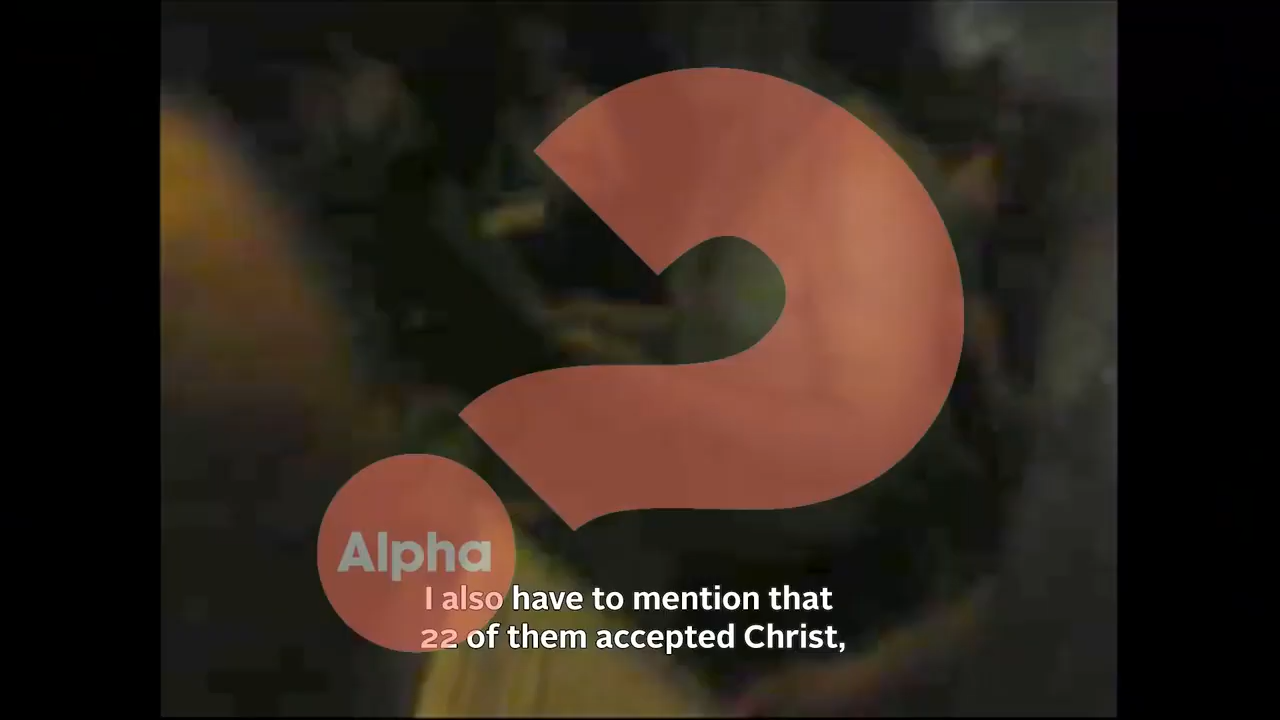 Alpha
I also have to mention that
22 of them accepted Christ,